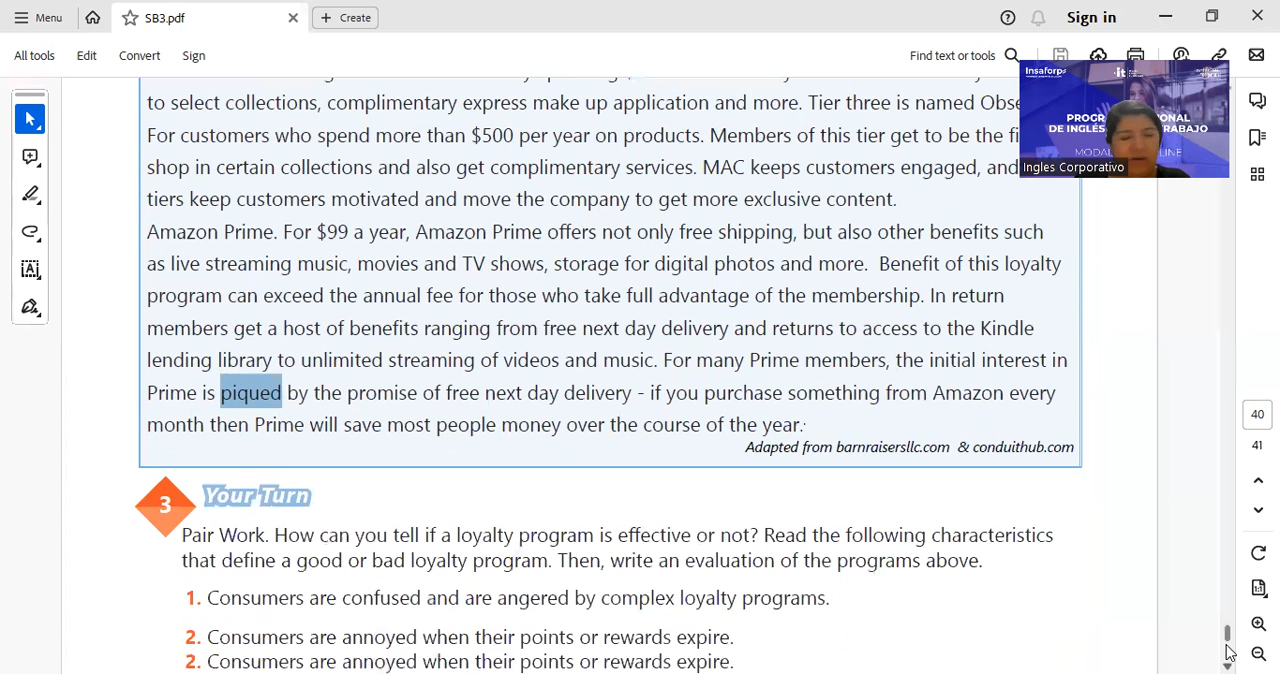 Menu
SB3.pdf
Create
Sign in
All tools
Edit
Convert
Sign
Find text or tools
to select collections, complimentary express make up application and more. Tier three is named Obse
For customers who spend more than $500 per year on products. Members of this tier get to be the fi
shop in certain collections and also get complimentary services. MAC keeps customers engaged, and
tiers keep customers motivated and move the company to get more exclusive content.
Amazon Prime. For $99 a year, Amazon Prime offers not only free shipping, but also other benefits such
as live streaming music, movies and TV shows, storage for digital photos and more. Benefit of this loyalty
program can exceed the annual fee for those who take full advantage of the membership. In return
members get a host of benefits ranging from free next day delivery and returns to access to the Kindle
lending library to unlimited streaming of videos and music. For many Prime members, the initial interest in
Prime is piqued by the promise of free next day delivery - if you purchase something from Amazon every
month then Prime will save most people money over the course of the year.
Adapted from barnraisersllc.com & conduithub.com
3 Your Turn
Pair Work. How can you tell if a loyalty program is effective or not? Read the following characteristics
that define a good or bad loyalty program. Then, write an evaluation of the programs above.
1. Consumers are confused and are angered by complex loyalty programs.
2. Consumers are annoyed when their points or rewards expire.
2. Consumers are annoyed when their points or rewards expire.
Insaforp
it
PROG IONAL
DE INGLÉS RABAJO
MODA LINE
Ingles Corporativo
40
41